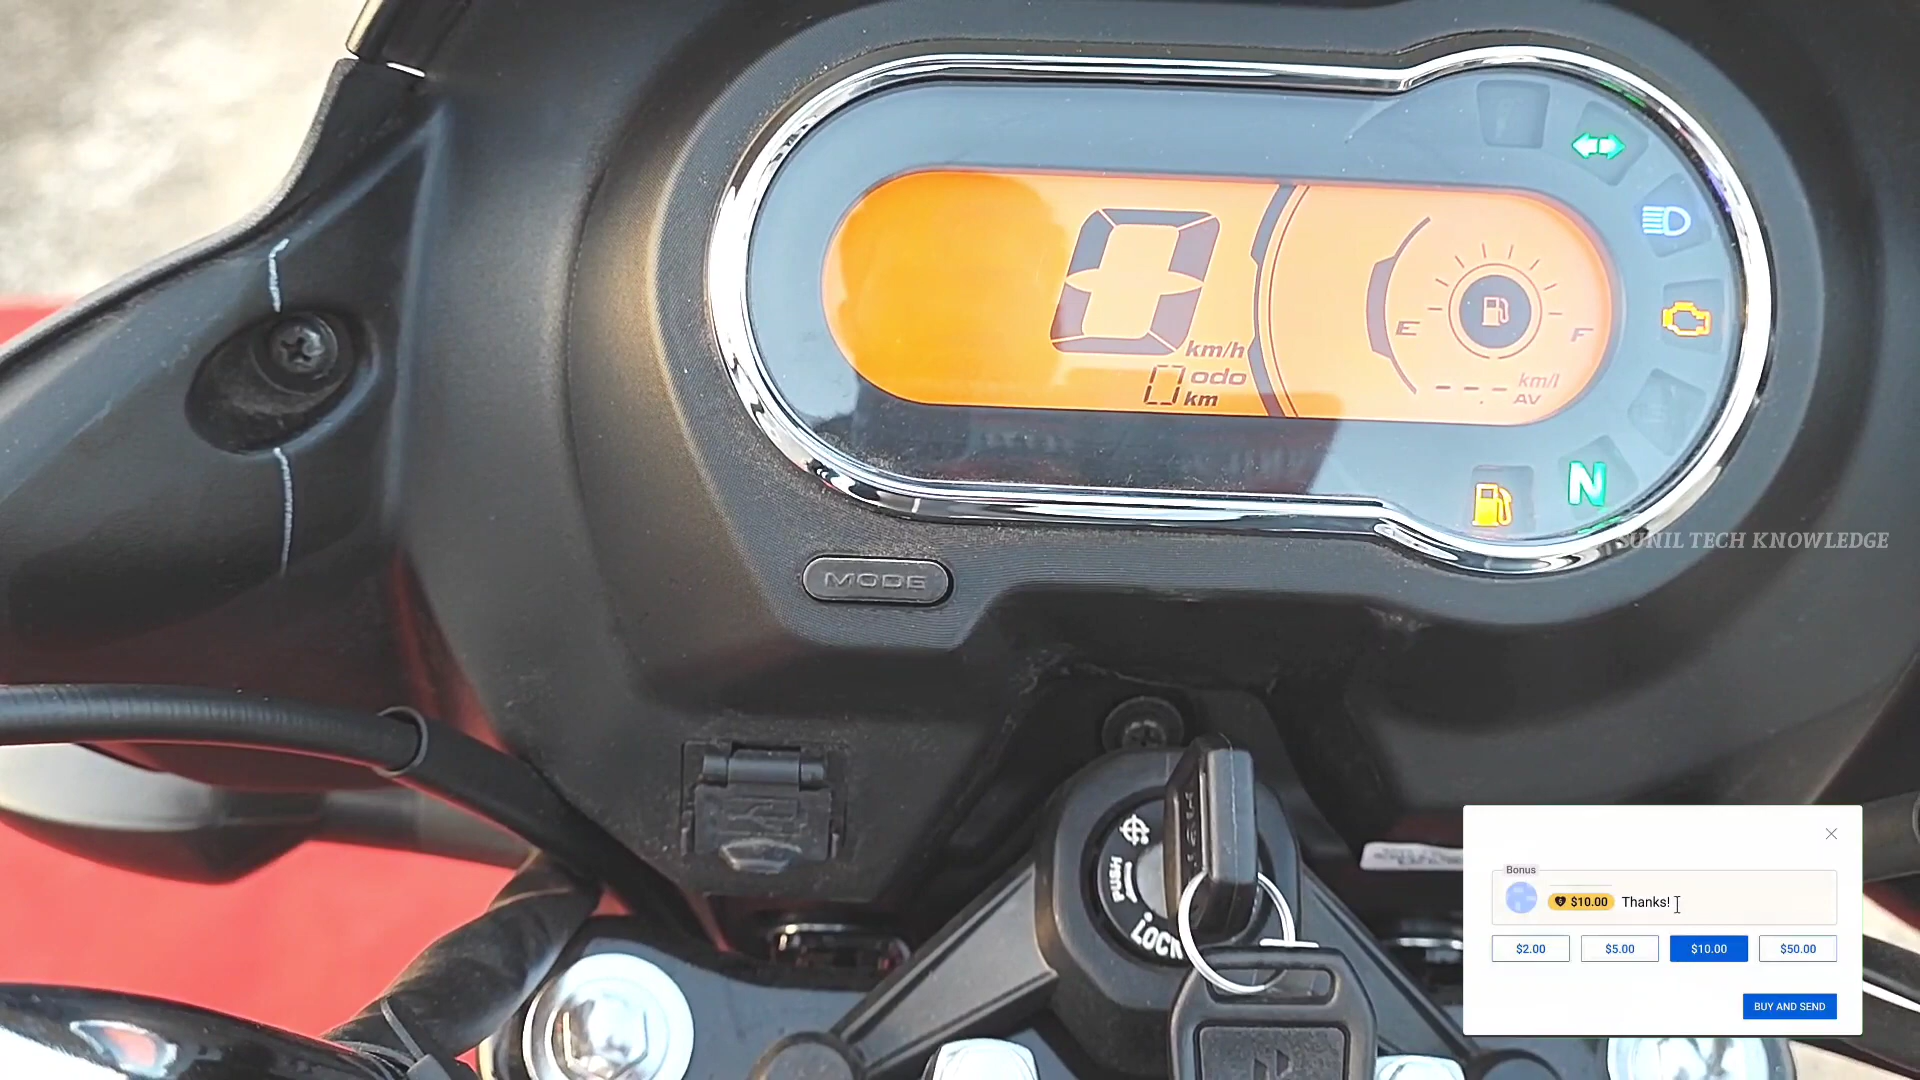 0
km/h
0 odo
km
E
F
--- km/l
AV
N
SUNIL TECH KNOWLEDGE
MODE
PUSH
LOCK
Bonus
$10.00 Thanks!
$2.00
$5.00
$10.00
$50.00
BUY AND SEND